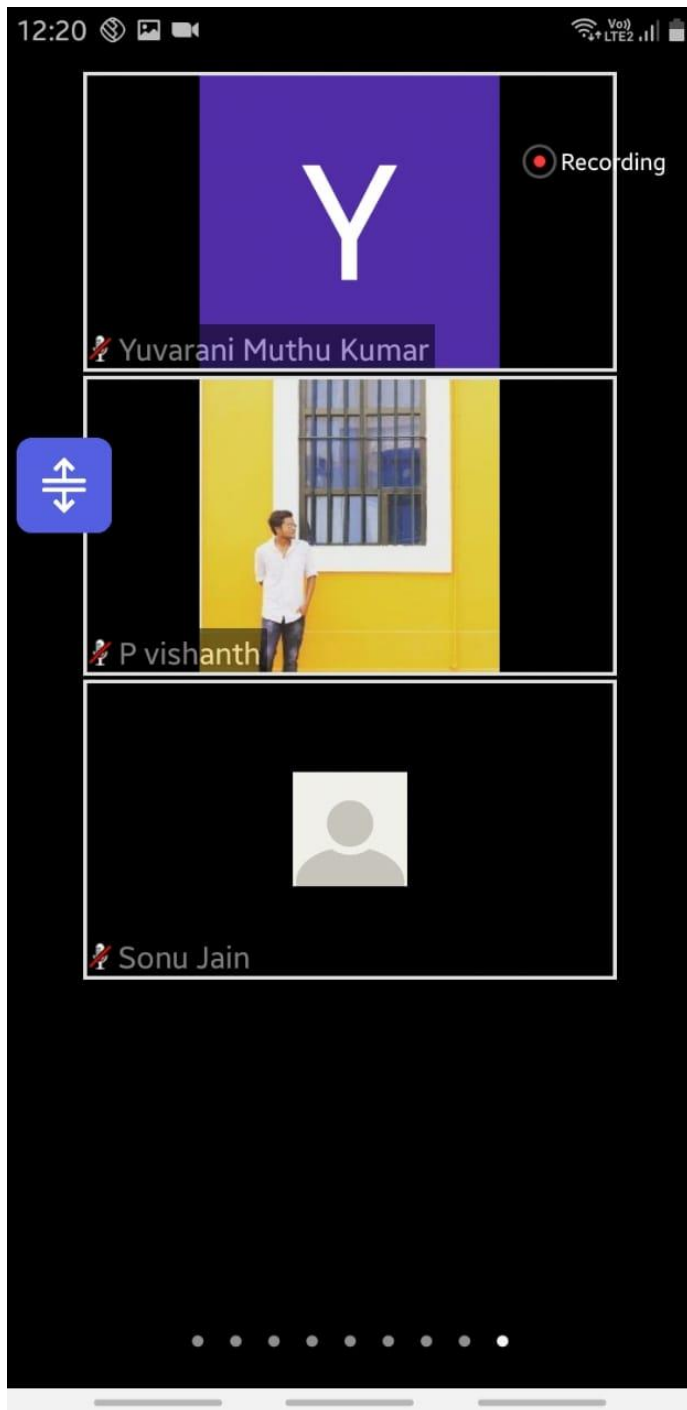 12:20
Vo))
LTE2
Y
Recording
Yuvarani Muthu Kumar
P vishanth
Sonu Jain